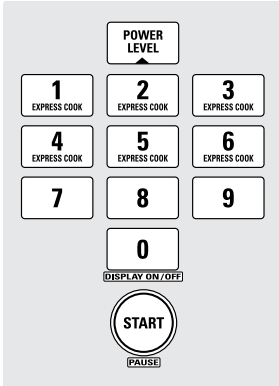 POWER
LEVEL
1 2 3
EXPRESS COOK EXPRESS COOK EXPRESS COOK
4 5 6
EXPRESS COOK EXPRESS COOK EXPRESS COOK
7 8 9
0
DISPLAY ON/OFF
START
PAUSE